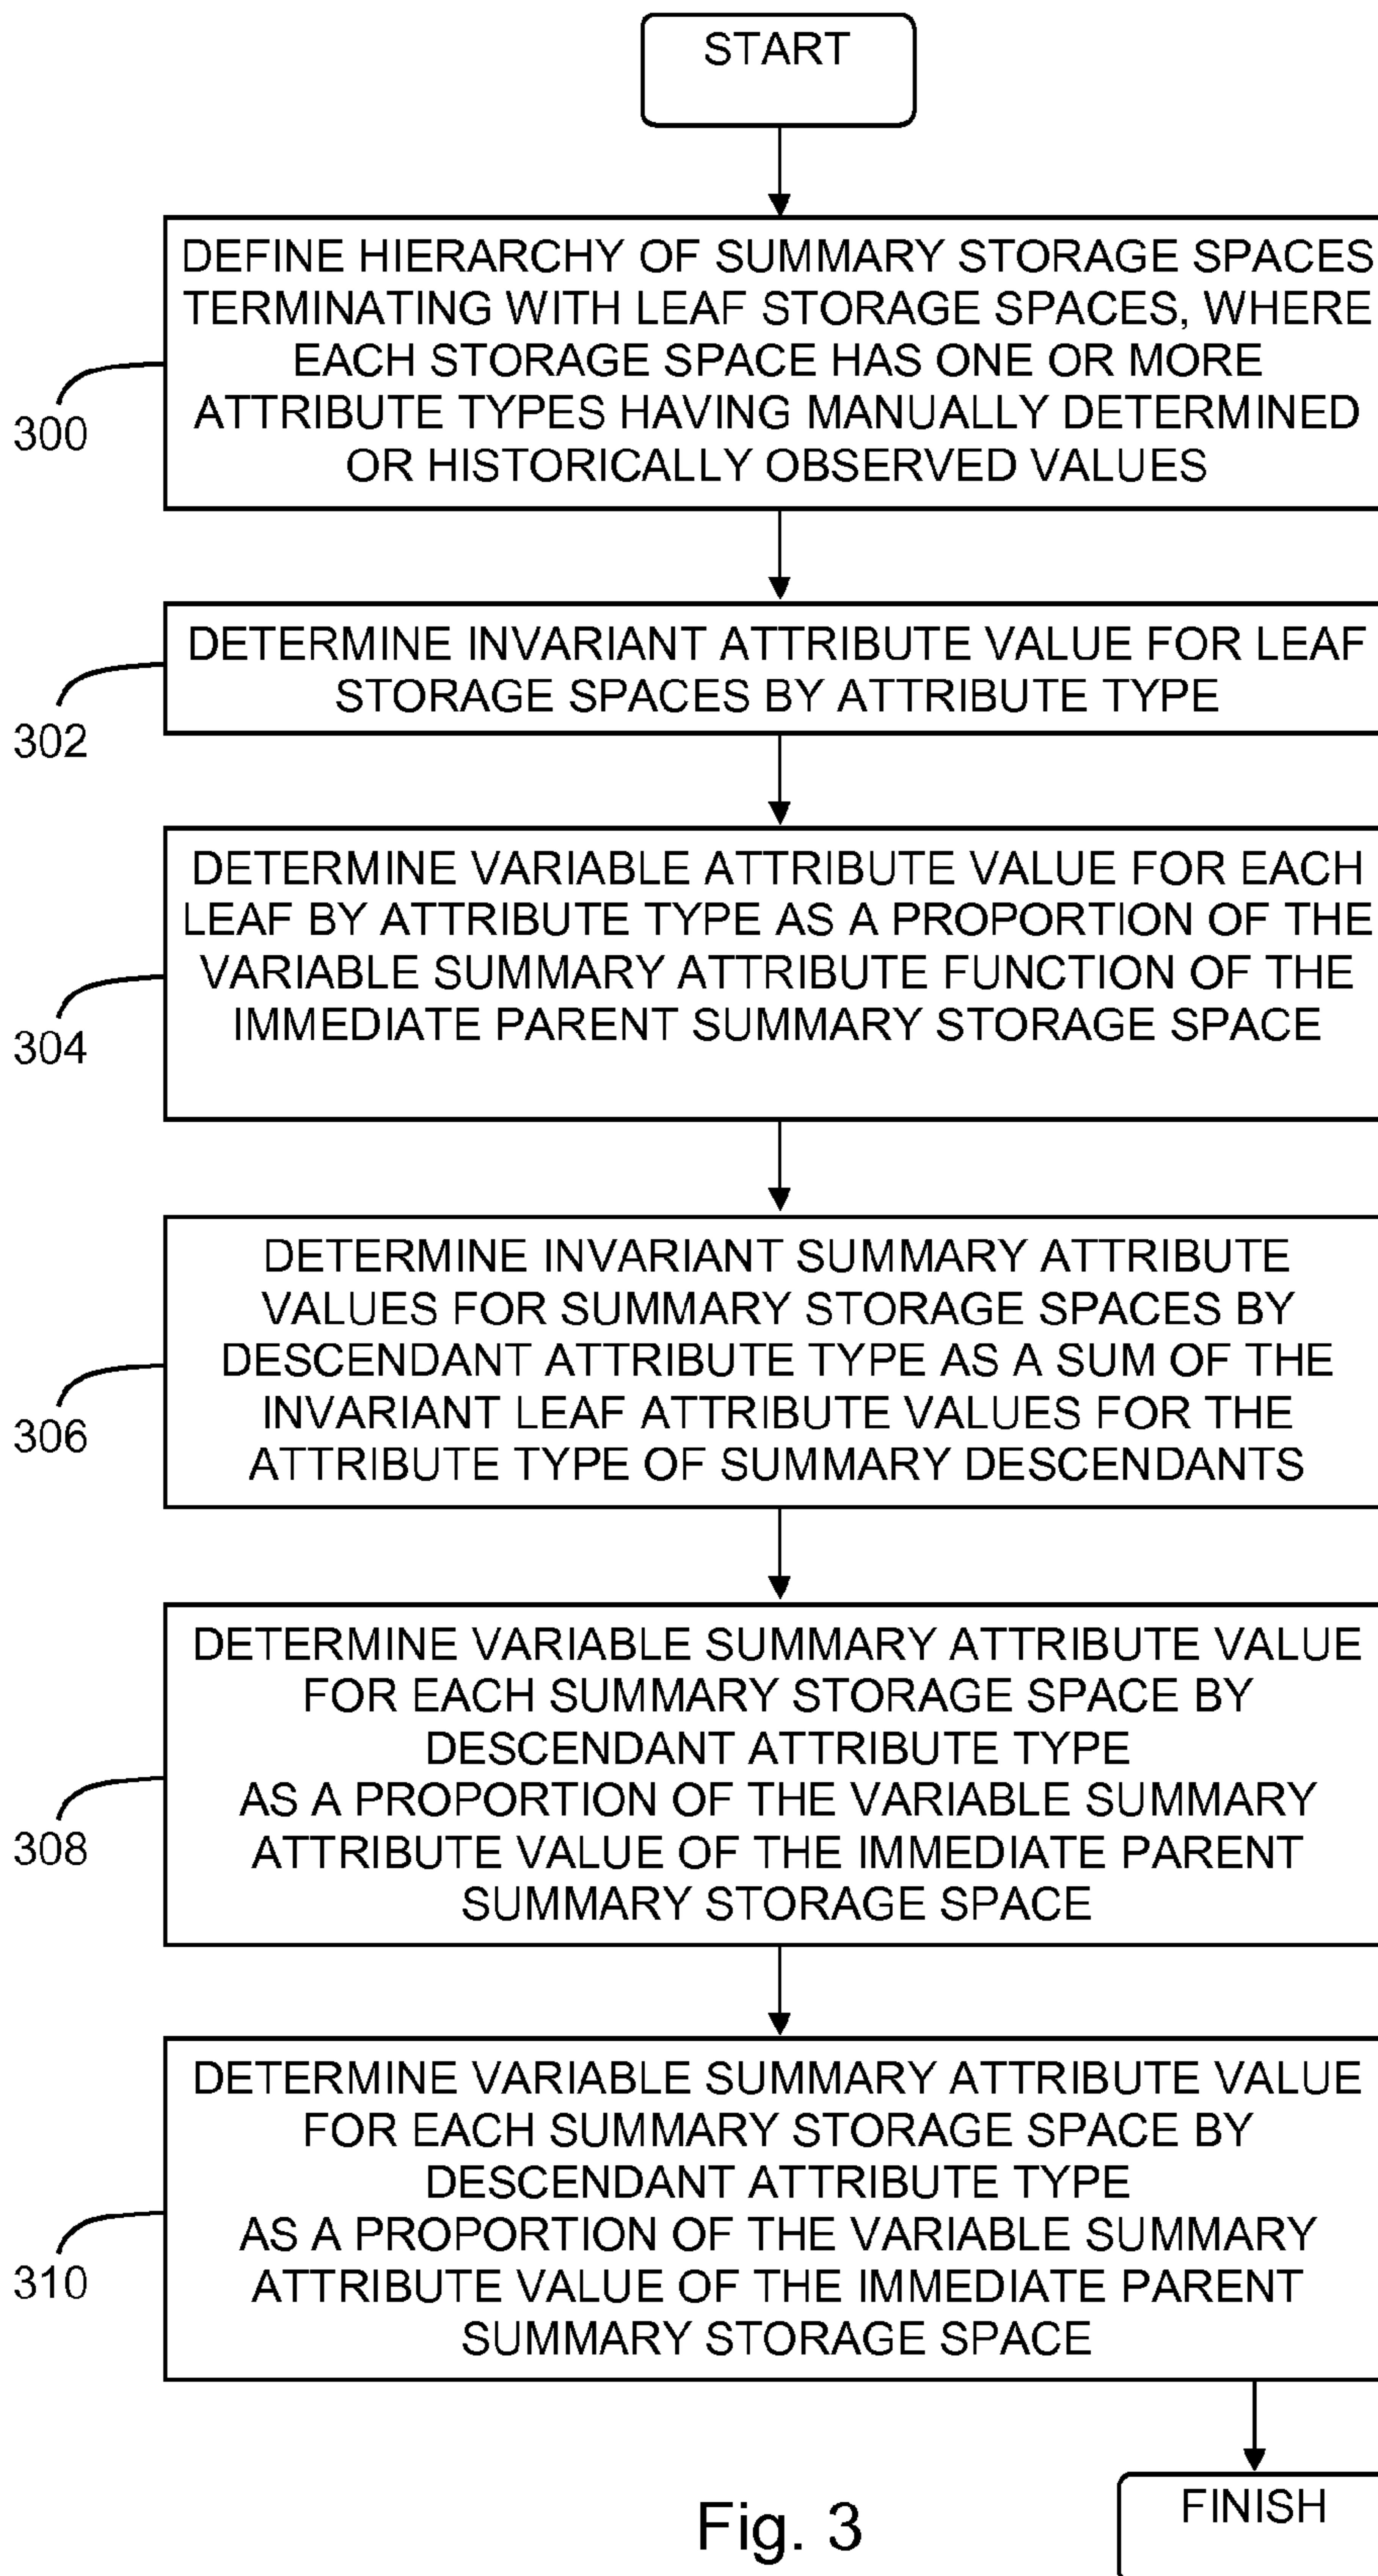 START
DEFINE HIERARCHY OF SUMMARY STORAGE SPACES
TERMINATING WITH LEAF STORAGE SPACES, WHERE
EACH STORAGE SPACE HAS ONE OR MORE
ATTRIBUTE TYPES HAVING MANUALLY DETERMINED
OR HISTORICALLY OBSERVED VALUES
300
DETERMINE INVARIANT ATTRIBUTE VALUE FOR LEAF
STORAGE SPACES BY ATTRIBUTE TYPE
302
DETERMINE VARIABLE ATTRIBUTE VALUE FOR EACH
LEAF BY ATTRIBUTE TYPE AS A PROPORTION OF THE
VARIABLE SUMMARY ATTRIBUTE FUNCTION OF THE
IMMEDIATE PARENT SUMMARY STORAGE SPACE
304
DETERMINE INVARIANT SUMMARY ATTRIBUTE
VALUES FOR SUMMARY STORAGE SPACES BY
DESCENDANT ATTRIBUTE TYPE AS A SUM OF THE
INVARIANT LEAF ATTRIBUTE VALUES FOR THE
ATTRIBUTE TYPE OF SUMMARY DESCENDANTS
306
DETERMINE VARIABLE SUMMARY ATTRIBUTE VALUE
FOR EACH SUMMARY STORAGE SPACE BY
DESCENDANT ATTRIBUTE TYPE
AS A PROPORTION OF THE VARIABLE SUMMARY
ATTRIBUTE VALUE OF THE IMMEDIATE PARENT
SUMMARY STORAGE SPACE
308
DETERMINE VARIABLE SUMMARY ATTRIBUTE VALUE
FOR EACH SUMMARY STORAGE SPACE BY
DESCENDANT ATTRIBUTE TYPE
AS A PROPORTION OF THE VARIABLE SUMMARY
ATTRIBUTE VALUE OF THE IMMEDIATE PARENT
SUMMARY STORAGE SPACE
310
FINISH
Fig. 3